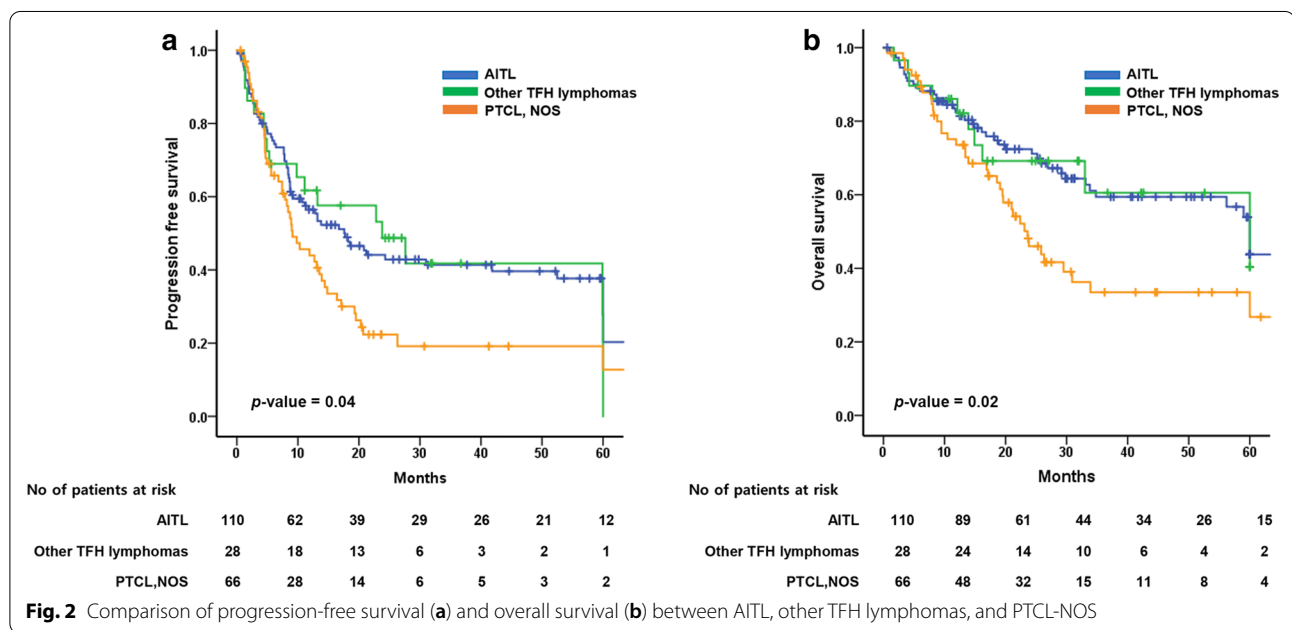 a
1.0
0.8
0.6
0.4
0.2
0.0
Progression free survival
AITL
Other TFH lymphomas
PTCL, NOS
p-value = 0.04
0 10 20 30 40 50 60
Months
No of patients at risk
AITL 110 62 39 29 26 21 12
Other TFH lymphomas 28 18 13 6 3 2 1
PTCL,NOS 66 28 14 6 5 3 2
b
1.0
0.8
0.6
0.4
0.2
0.0
Overall survival
AITL
Other TFH lymphomas
PTCL, NOS
p-value = 0.02
0 10 20 30 40 50 60
Months
No of patients at risk
AITL 110 89 61 44 34 26 15
Other TFH lymphomas 28 24 14 10 6 4 2
PTCL,NOS 66 48 32 15 11 8 4
Fig. 2 Comparison of progression-free survival (a) and overall survival (b) between AITL, other TFH lymphomas, and PTCL-NOS